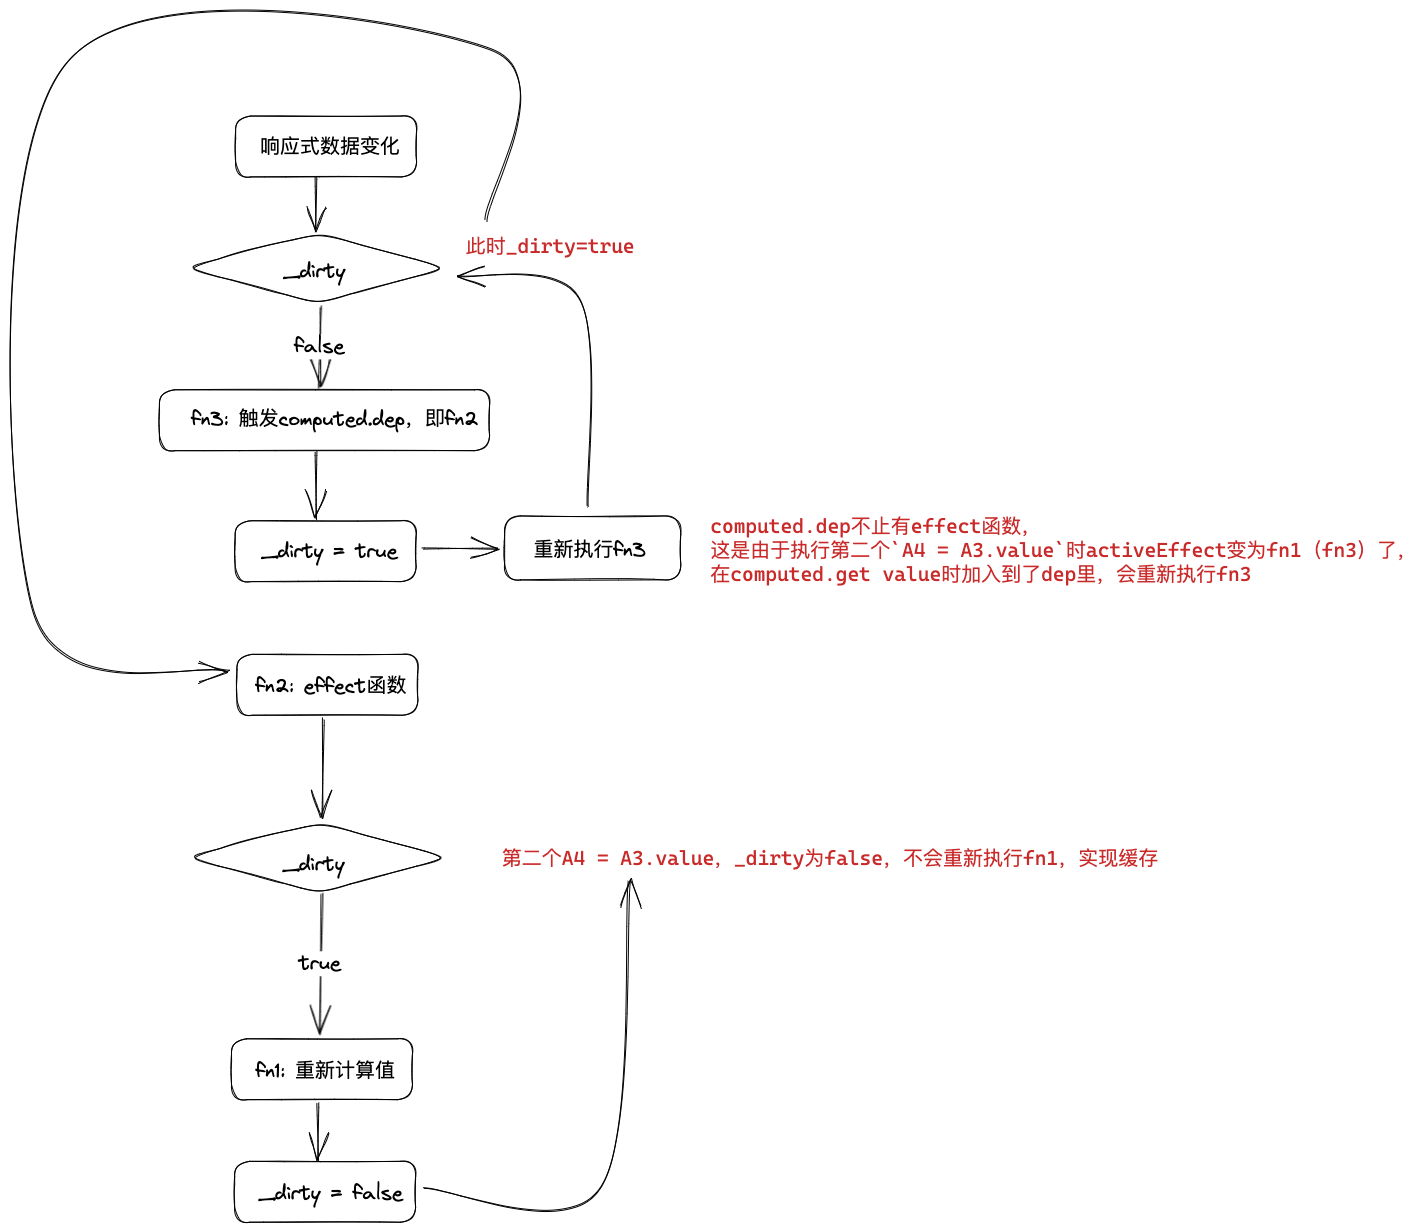 响应式数据变化
此时_dirty=true
_dirty
false
fn3: 触发computed.dep，即fn2
_dirty = true
重新执行fn3
computed.dep不止有effect函数，
这是由于执行第二个`A4 = A3.value`时activeEffect变为fn1（fn3）了，
在computed.get value时加入到了dep里，会重新执行fn3
fn2: effect函数
_dirty
第二个A4 = A3.value，_dirty为false，不会重新执行fn1，实现缓存
true
fn1: 重新计算值
_dirty = false